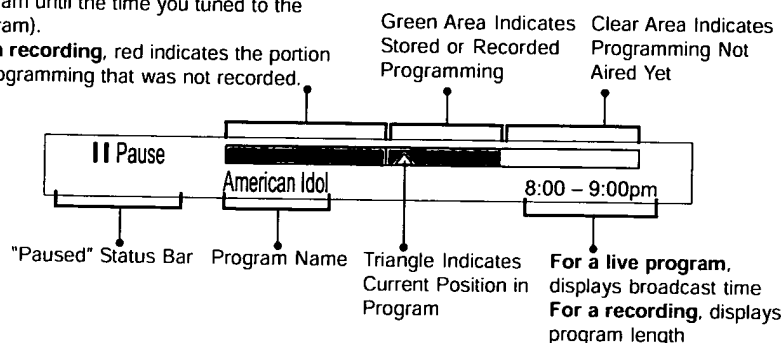 am until the time you tuned to the
ram).
recording, red indicates the portion
ogramming that was not recorded.
Green Area Indicates
Stored or Recorded
Programming
Clear Area Indicates
Programming Not
Aired Yet
Pause
American Idol
8:00 – 9:00pm
"Paused" Status Bar
Program Name
Triangle Indicates
Current Position in
Program
For a live program,
displays broadcast time
For a recording, displays
program length